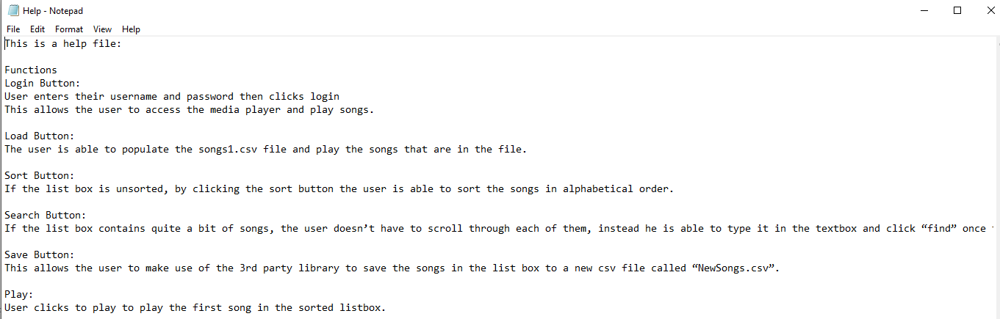 Help - Notepad
File Edit Format View Help
This is a help file:
Functions
Login Button:
User enters their username and password then clicks login
This allows the user to access the media player and play songs.
Load Button:
The user is able to populate the songs1.csv file and play the songs that are in the file.
Sort Button:
If the list box is unsorted, by clicking the sort button the user is able to sort the songs in alphabetical order.
Search Button:
If the list box contains quite a bit of songs, the user doesn’t have to scroll through each of them, instead he is able to type it in the textbox and click “find” once
Save Button:
This allows the user to make use of the 3rd party library to save the songs in the list box to a new csv file called “NewSongs.csv”.
Play:
User clicks to play to play the first song in the sorted listbox.